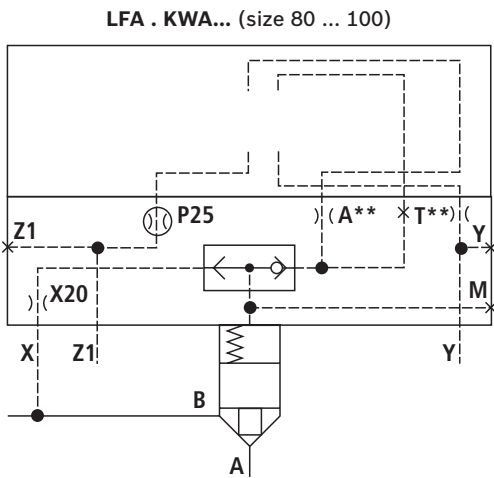 LFA . KWA... (size 80 ... 100)
P25 A** T**
Z1 Y
X20 M
X Z1 Y
B
A